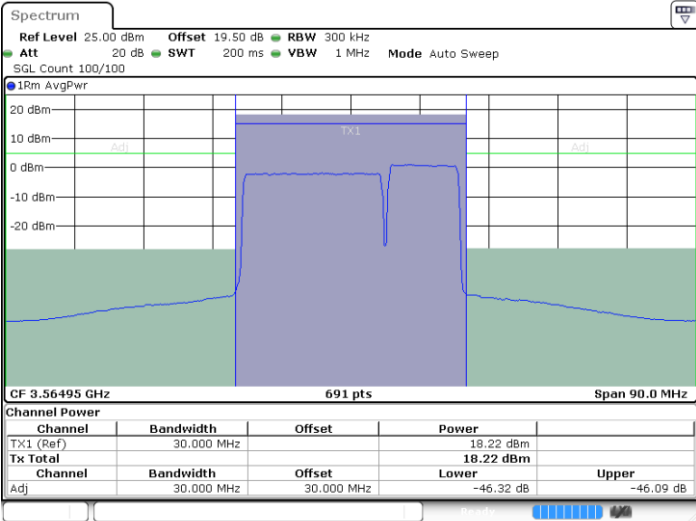 Spectrum
Ref Level 25.00 dBm Offset 19.50 dB RBW 300 kHz
Att 20 dB SWT 200 ms VBW 1 MHz Mode Auto Sweep
SGL Count 100/100
1Rm AvgPwr
20 dBm
TX1
10 dBm
Adj Adj
0 dBm
-10 dBm
-20 dBm
CF 3.56495 GHz 691 pts Span 90.0 MHz
Channel Power
Channel Bandwidth Offset Power
TX1 (Ref) 30.000 MHz 18.22 dBm
Tx Total 18.22 dBm
Channel Bandwidth Offset Lower Upper
Adj 30.000 MHz 30.000 MHz -46.32 dB -46.09 dB
Ready